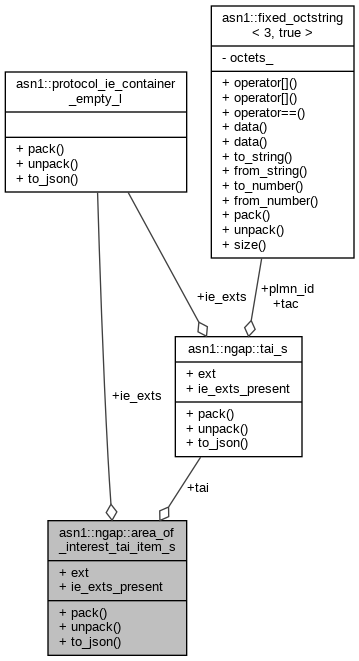 asn1::fixed_octstring
< 3, true >
- octets_
+ operator[]()
+ operator[]()
+ operator==()
+ data()
+ data()
+ to_string()
+ from_string()
+ to_number()
+ from_number()
+ pack()
+ unpack()
+ size()
asn1::protocol_ie_container
_empty_l
+ pack()
+ unpack()
+ to_json()
+ie_exts
+plmn_id
+tac
asn1::ngap::tai_s
+ ext
+ ie_exts_present
+ pack()
+ unpack()
+ to_json()
+ie_exts
+tai
asn1::ngap::area_of
_interest_tai_item_s
+ ext
+ ie_exts_present
+ pack()
+ unpack()
+ to_json()